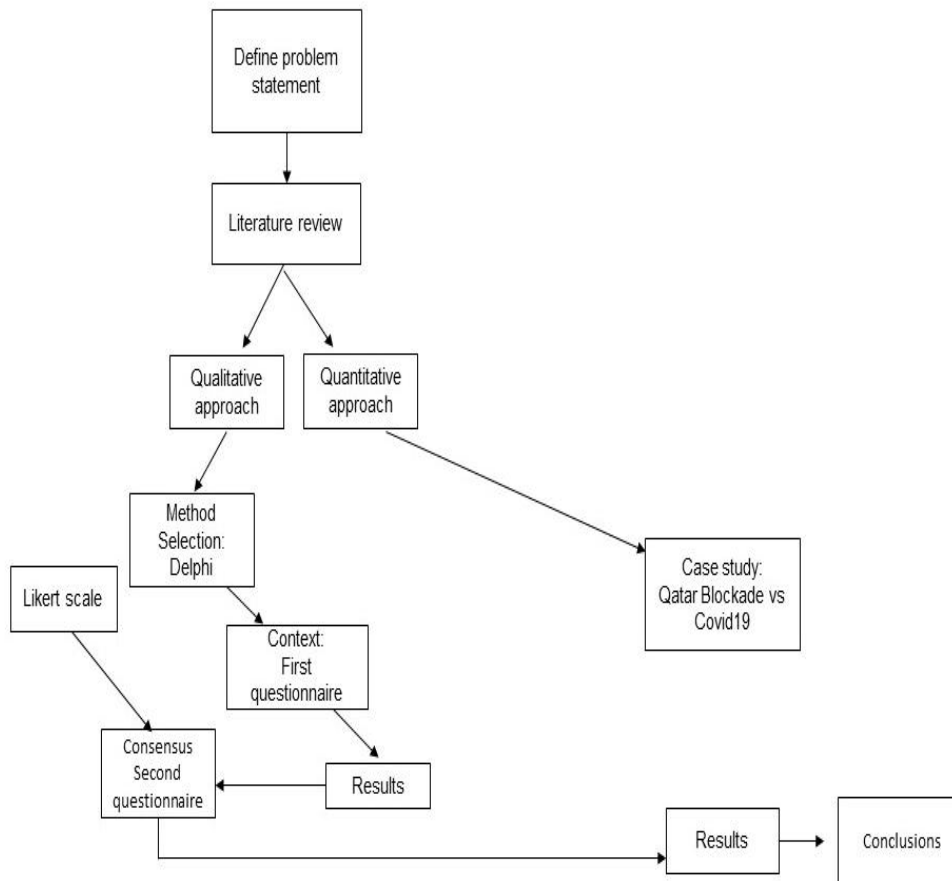 Define problem
statement
Literature review
Qualitative
approach
Quantitative
approach
Method
Selection:
Delphi
Case study:
Qatar Blockade vs
Covid19
Likert scale
Context:
First
questionnaire
Consensus
Second
questionnaire
Results
Results
Conclusions